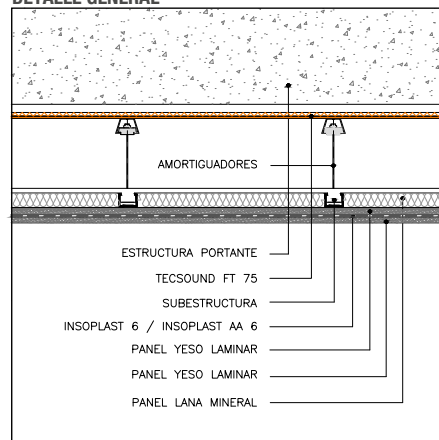 DETALLE GENERAL
AMORTIGUADORES
ESTRUCTURA PORTANTE
TECSOUND FT 75
SUBESTRUCTURA
INSOPLAST 6 / INSOPLAST AA 6
PANEL YESO LAMINAR
PANEL YESO LAMINAR
PANEL LANA MINERAL